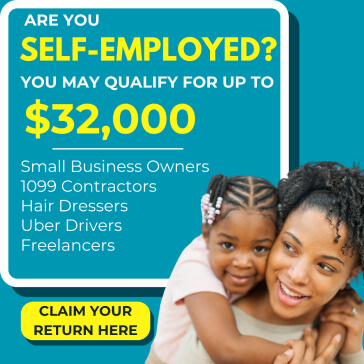 ARE YOU
SELF-EMPLOYED?
YOU MAY QUALIFY FOR UP TO
$32,000
Small Business Owners
1099 Contractors
Hair Dressers
Uber Drivers
Freelancers
CLAIM YOUR
RETURN HERE